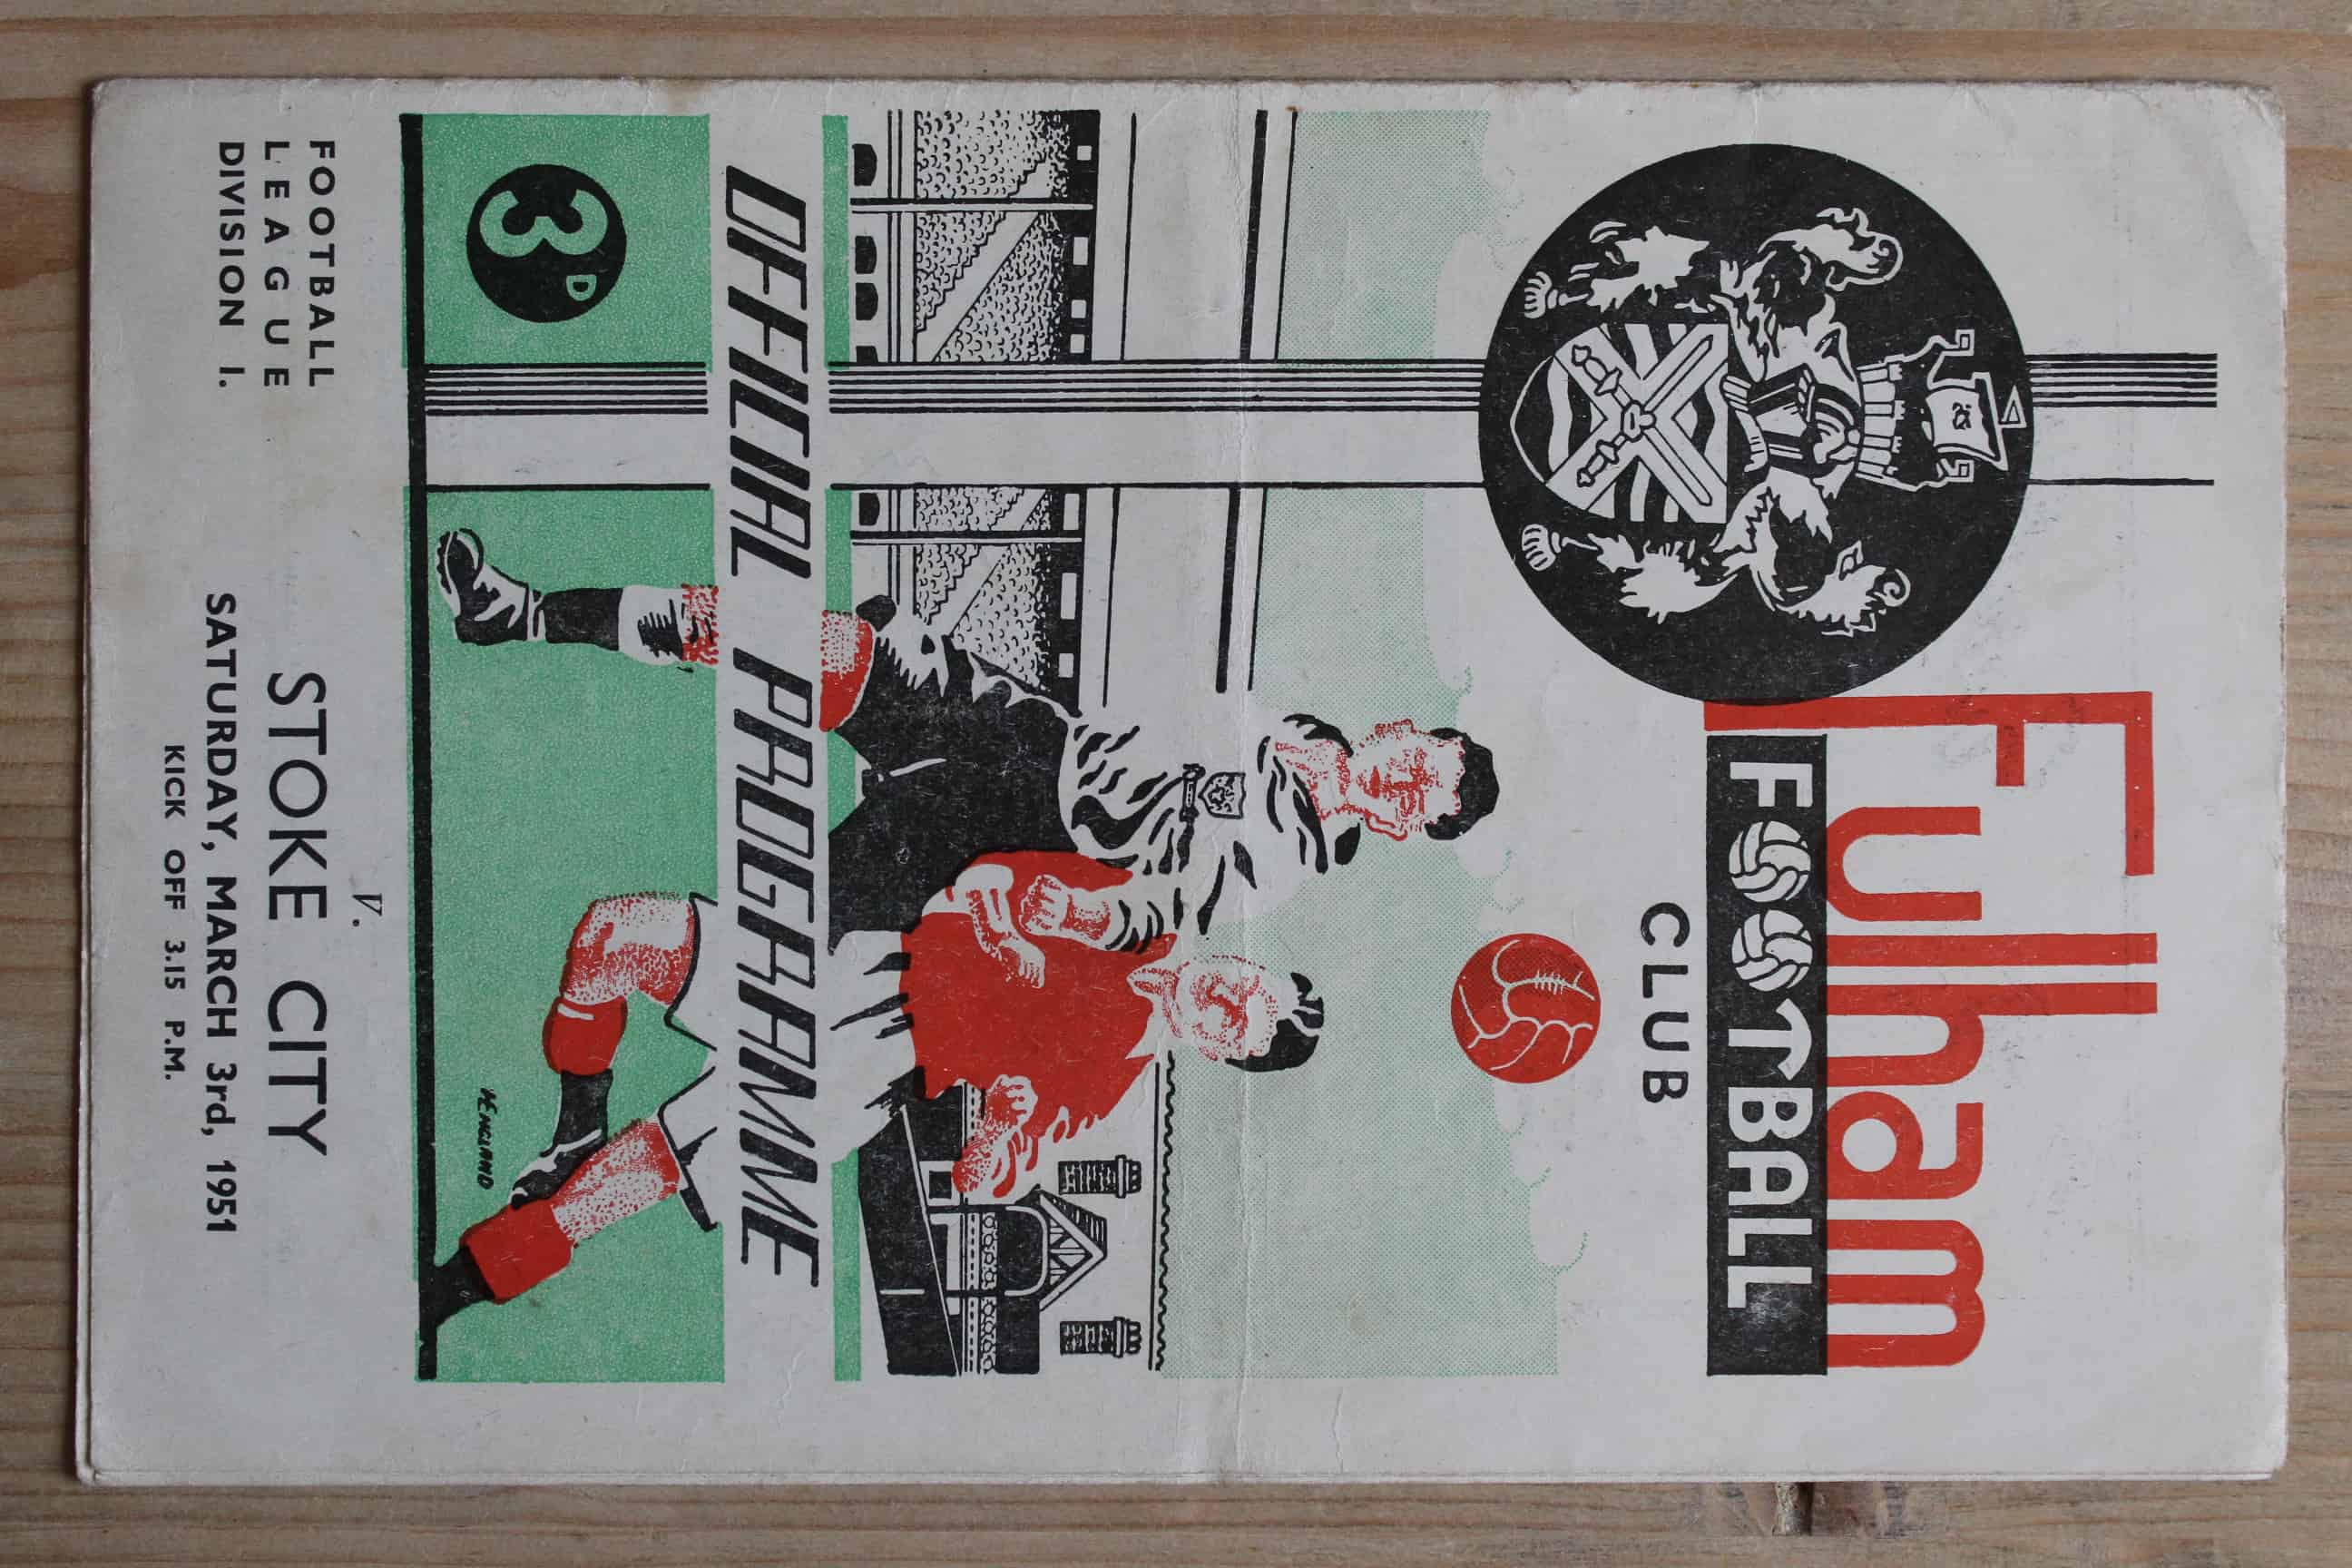 Fulham
FOOTBALL
CLUB
OFFICIAL PROGRAMME
3D
ENGLAND
V.
FOOTBALL
LEAGUE
DIVISION I.
STOKE CITY
SATURDAY, MARCH 3rd, 1951
KICK OFF 3.15 P.M.